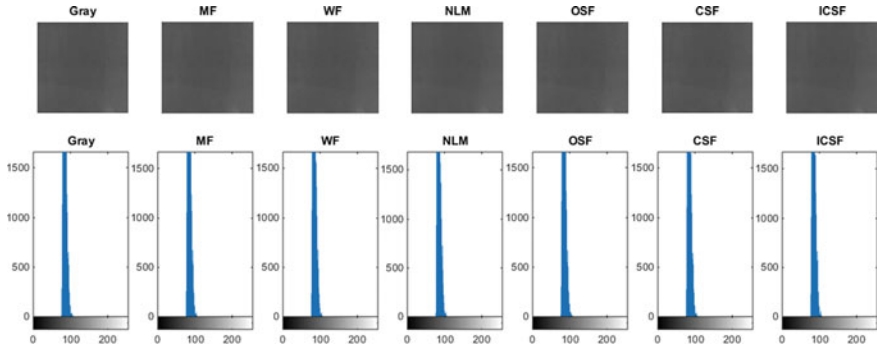 Gray MF WF NLM OSF CSF ICSF
Gray MF WF NLM OSF CSF ICSF
1500 1500 1500 1500 1500 1500 1500
1000 1000 1000 1000 1000 1000 1000
500 500 500 500 500 500 500
0 0 0 0 0 0 0
0 100 200 0 100 200 0 100 200 0 100 200 0 100 200 0 100 200 0 100 200